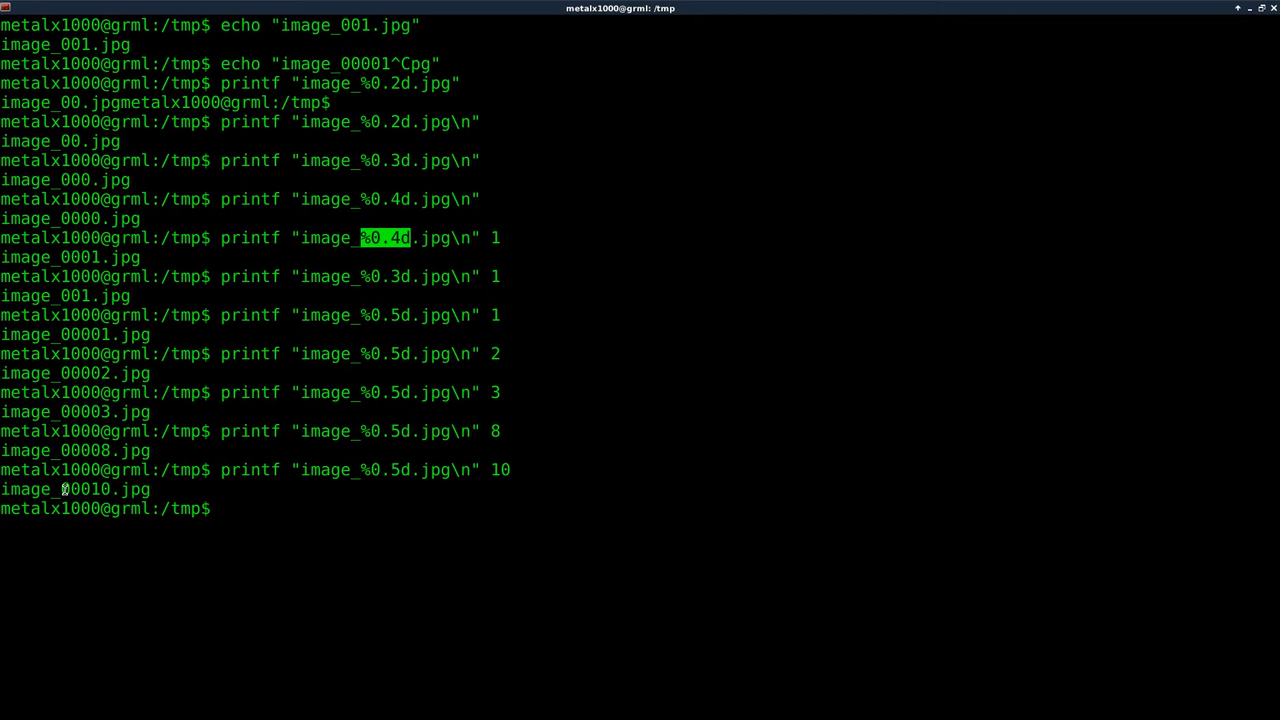 metalx1000@grml: /tmp
metalx1000@grml:/tmp$ echo "image_001.jpg"
image_001.jpg
metalx1000@grml:/tmp$ echo "image_00001^Cpg"
metalx1000@grml:/tmp$ printf "image_%0.2d.jpg"
image_00.jpgmetalx1000@grml:/tmp$
metalx1000@grml:/tmp$ printf "image_%0.2d.jpg\n"
image_00.jpg
metalx1000@grml:/tmp$ printf "image_%0.3d.jpg\n"
image_000.jpg
metalx1000@grml:/tmp$ printf "image_%0.4d.jpg\n"
image_0000.jpg
metalx1000@grml:/tmp$ printf "image_%0.4d.jpg\n" 1
image_0001.jpg
metalx1000@grml:/tmp$ printf "image_%0.3d.jpg\n" 1
image_001.jpg
metalx1000@grml:/tmp$ printf "image_%0.5d.jpg\n" 1
image_00001.jpg
metalx1000@grml:/tmp$ printf "image_%0.5d.jpg\n" 2
image_00002.jpg
metalx1000@grml:/tmp$ printf "image_%0.5d.jpg\n" 3
image_00003.jpg
metalx1000@grml:/tmp$ printf "image_%0.5d.jpg\n" 8
image_00008.jpg
metalx1000@grml:/tmp$ printf "image_%0.5d.jpg\n" 10
image_00010.jpg
metalx1000@grml:/tmp$